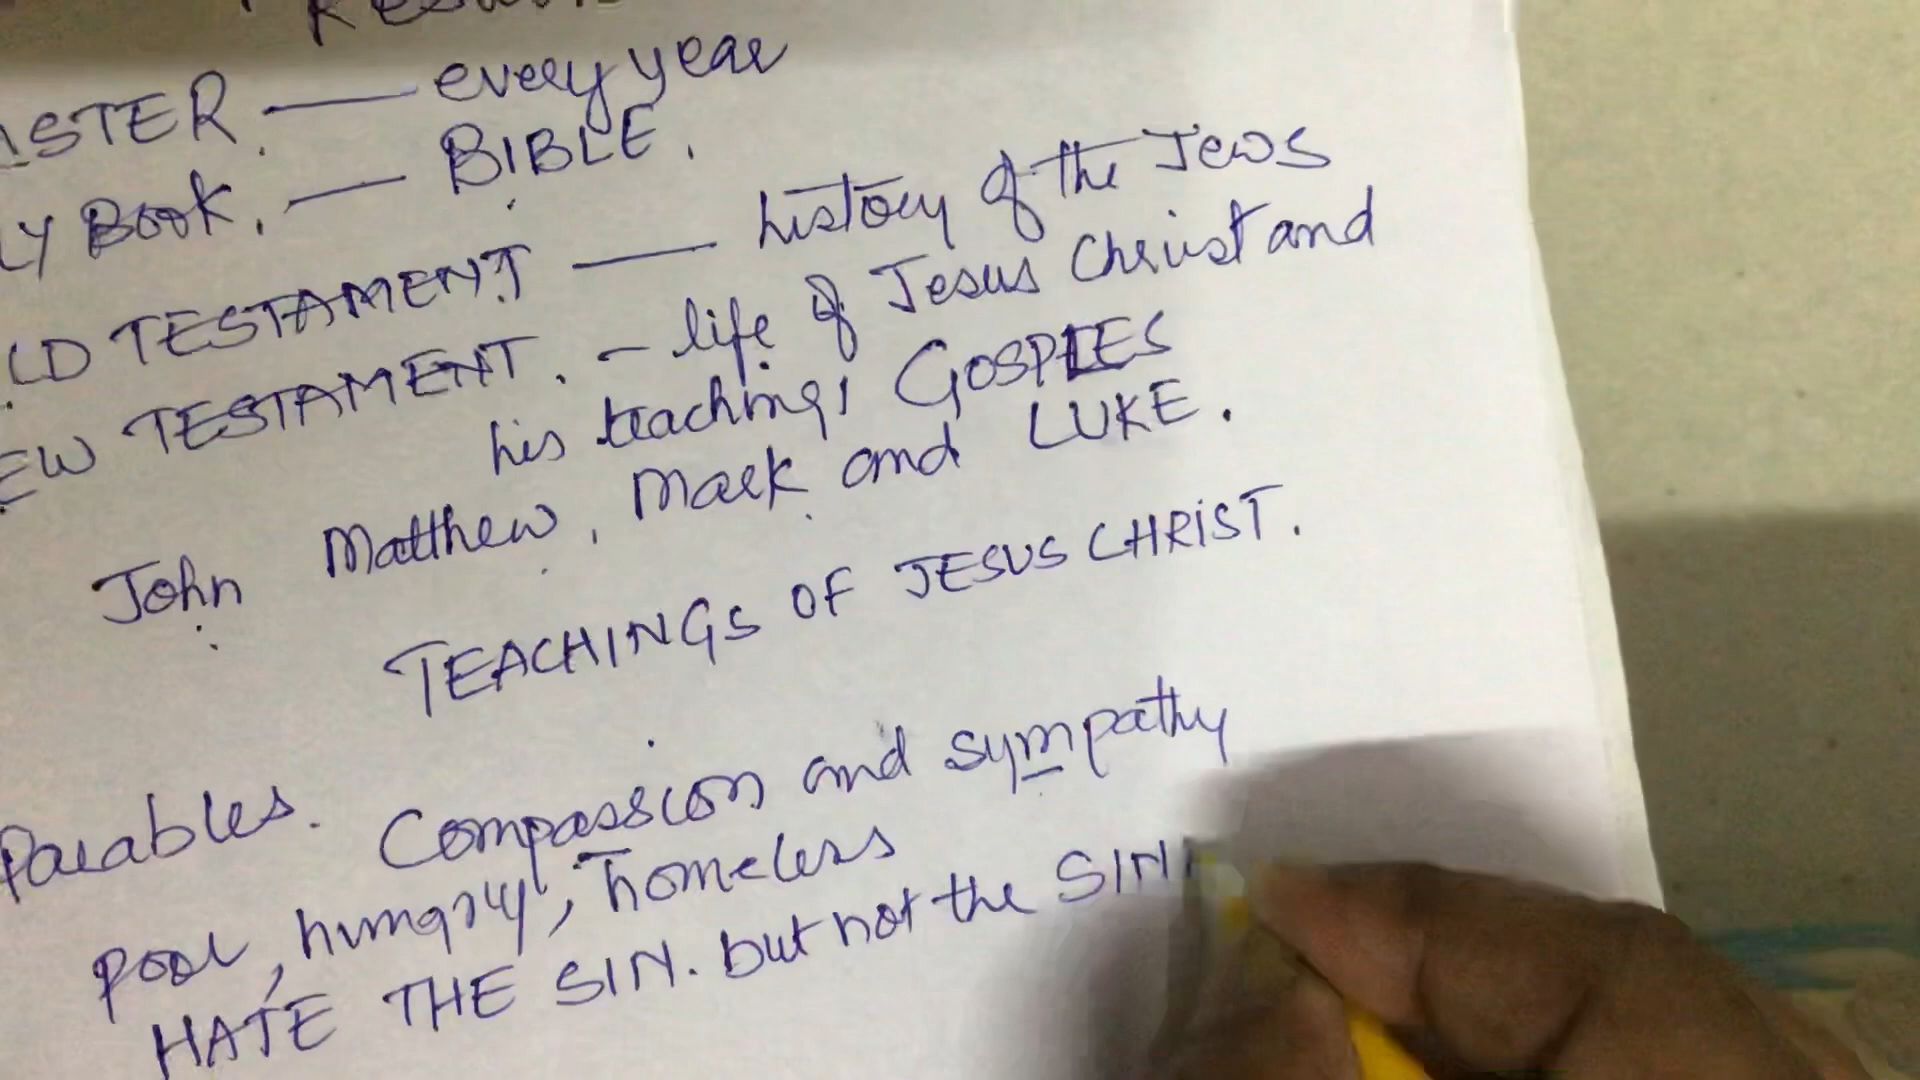 ASTER. — every year
LY Book. — BIBLE.
LD TESTAMENT — history of the Jews
EW TESTAMENT. – life of Jesus Christ and
his teachings GOSPLES
John Matthew, Mark and LUKE.
TEACHINGS OF JESUS CHRIST.
Parables. Compassion and sympathy
poor, hungry, homeless
HATE THE SIN. but not the SINN